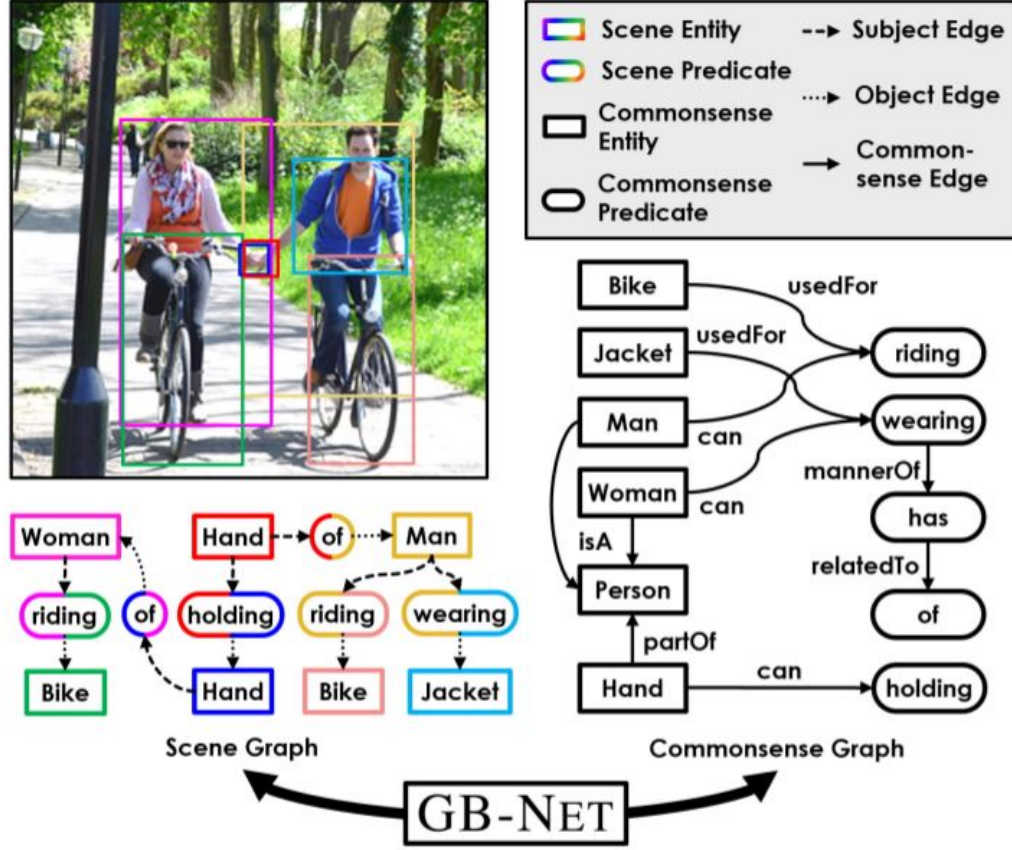 Scene Entity
Scene Predicate
Commonsense
Entity
Commonsense
Predicate
Subject Edge
Object Edge
Common-
sense Edge
Woman
Hand
of
Man
riding
of
holding
riding
wearing
Bike
Hand
Bike
Jacket
Scene Graph
Bike
usedFor
Jacket
usedFor
riding
Man
can
wearing
Woman
can
mannerOf
isA
has
Person
relatedTo
partOf
of
Hand
can
holding
Commonsense Graph
GB-NET